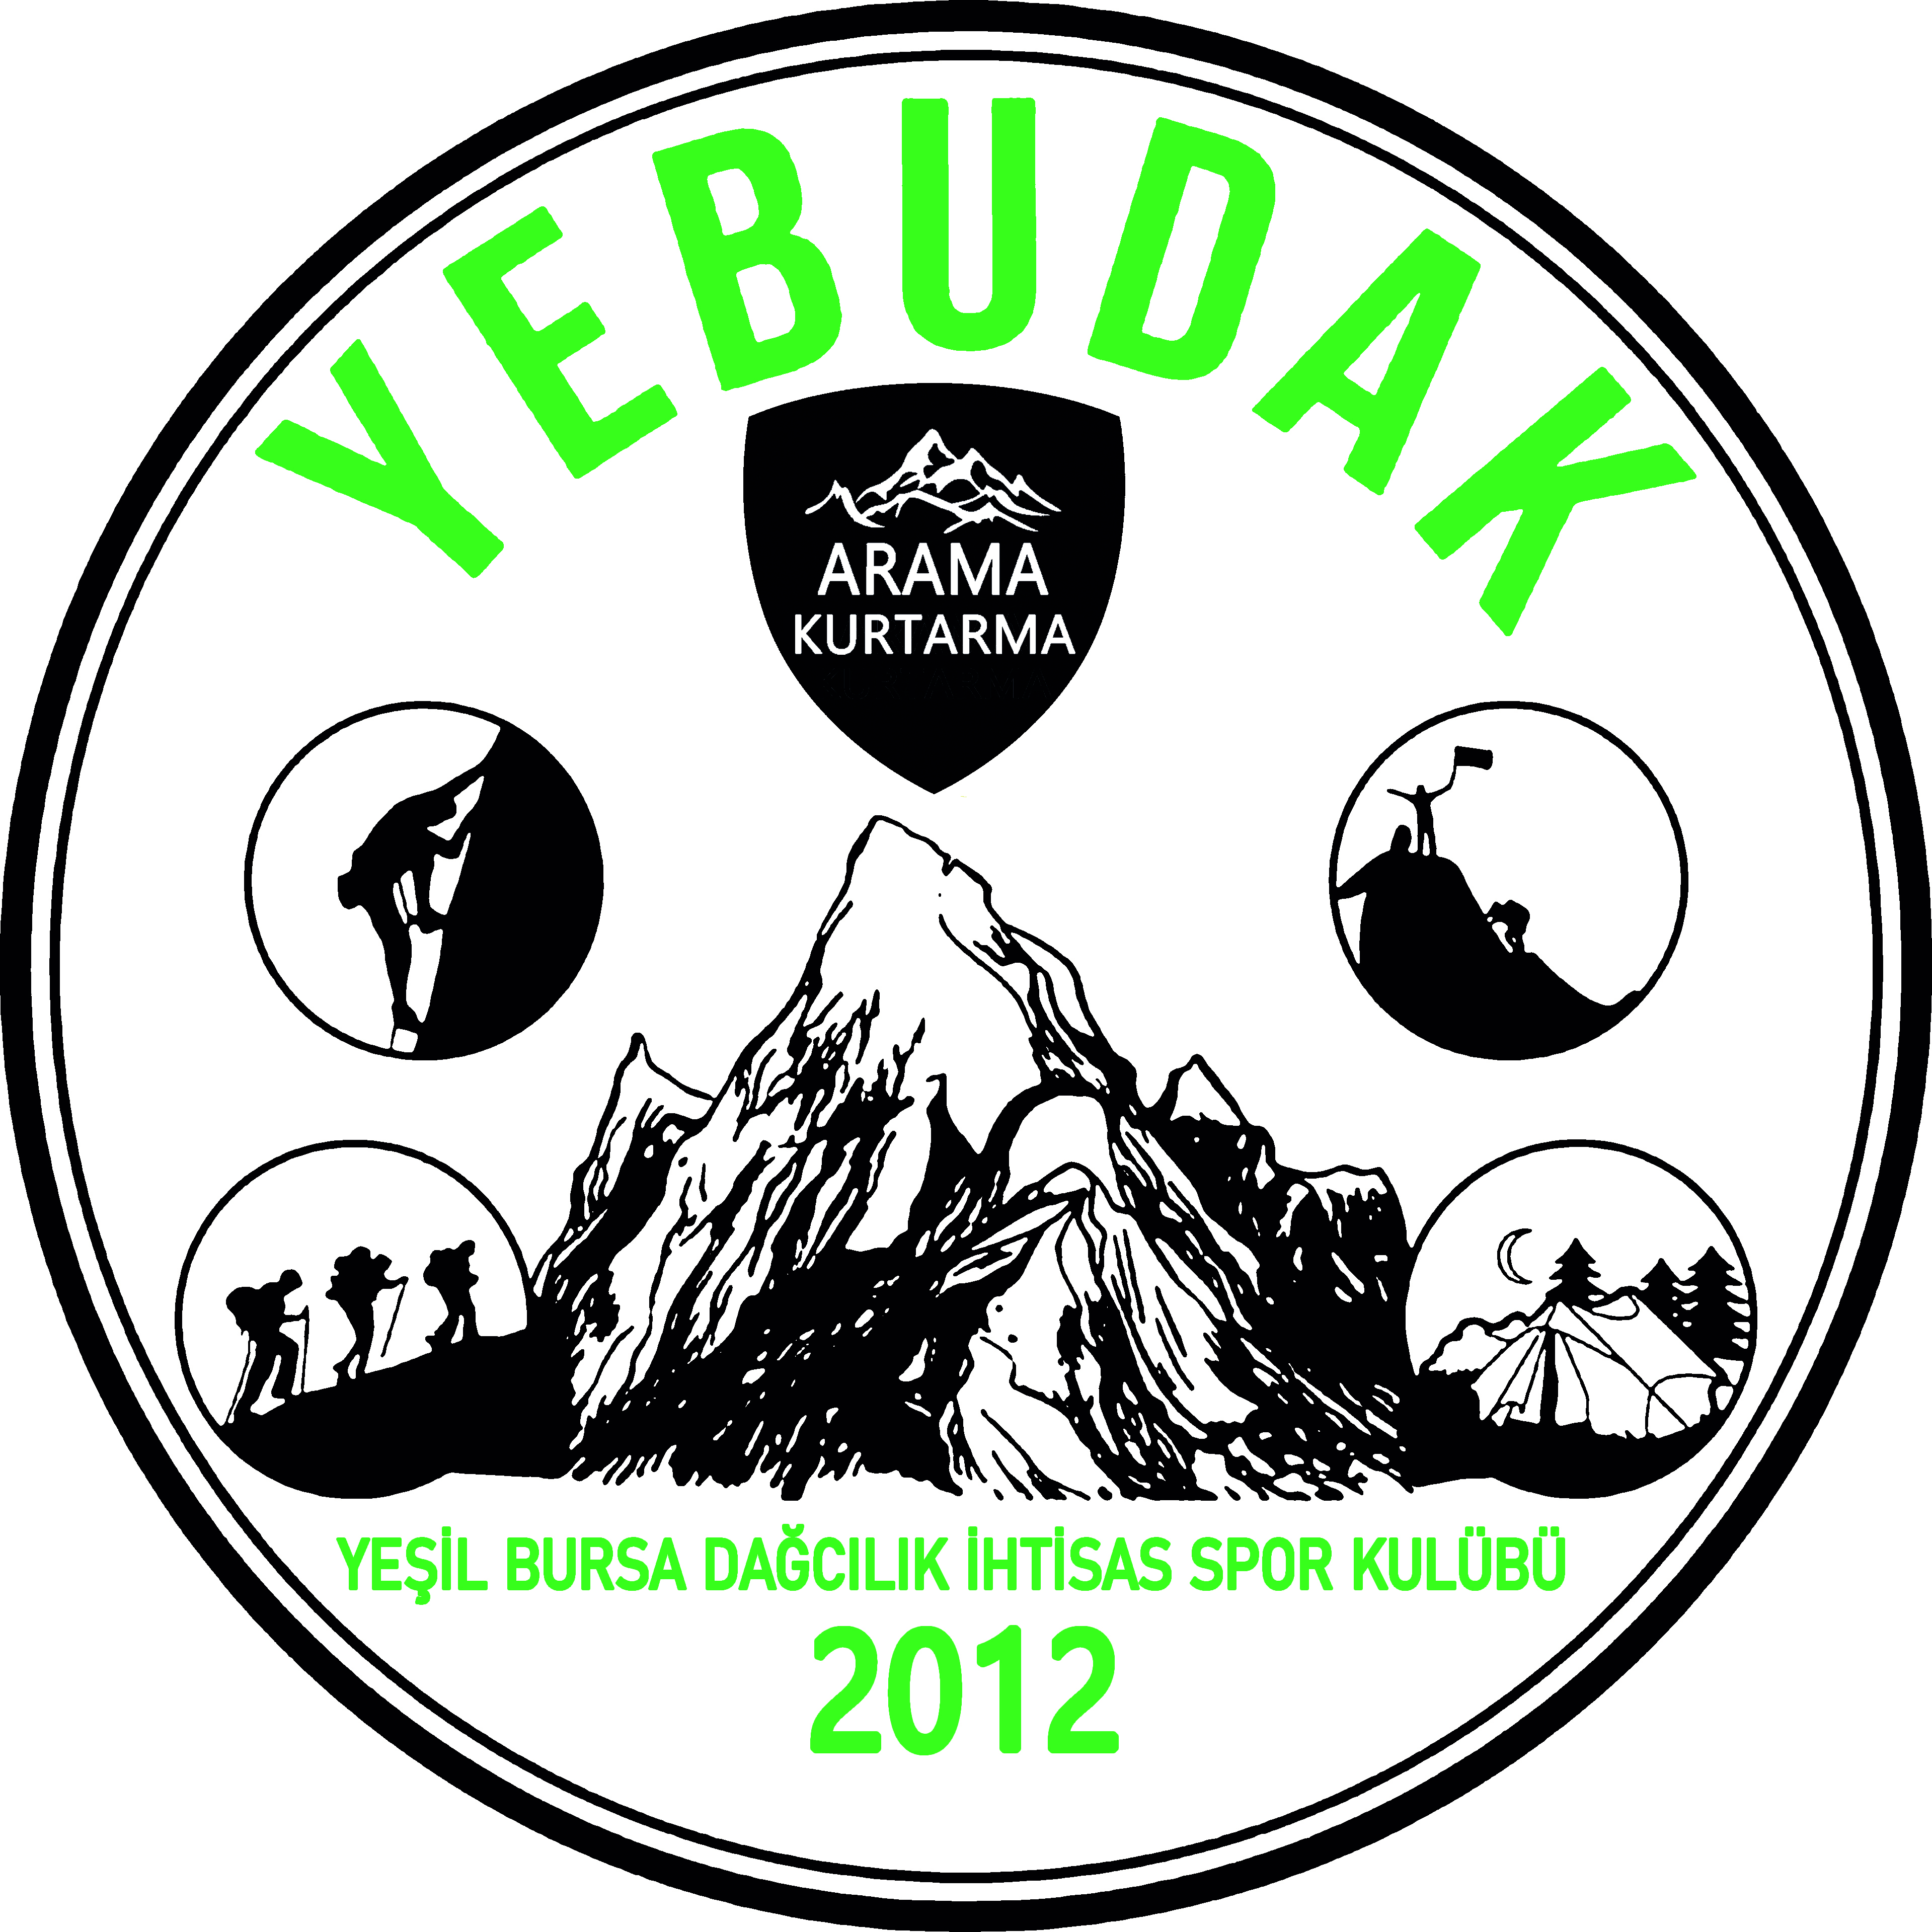 YEBUDAK
ARAMA
KURTARMA
YEŞİL BURSA DAĞCILIK İHTİSAS SPOR KULÜBÜ
2012